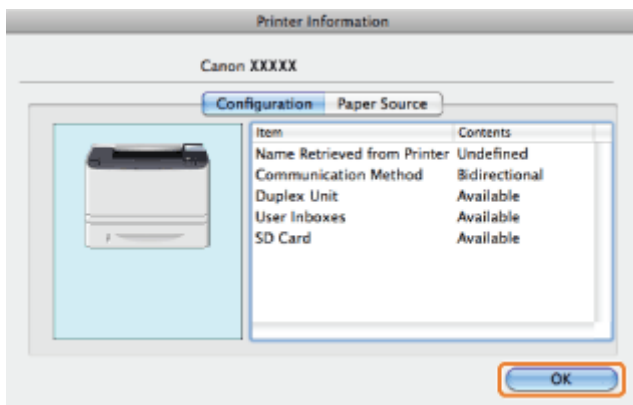 Printer Information
Canon XXXXX
Configuration Paper Source
Item Contents
Name Retrieved from Printer Undefined
Communication Method Bidirectional
Duplex Unit Available
User Inboxes Available
SD Card Available
OK